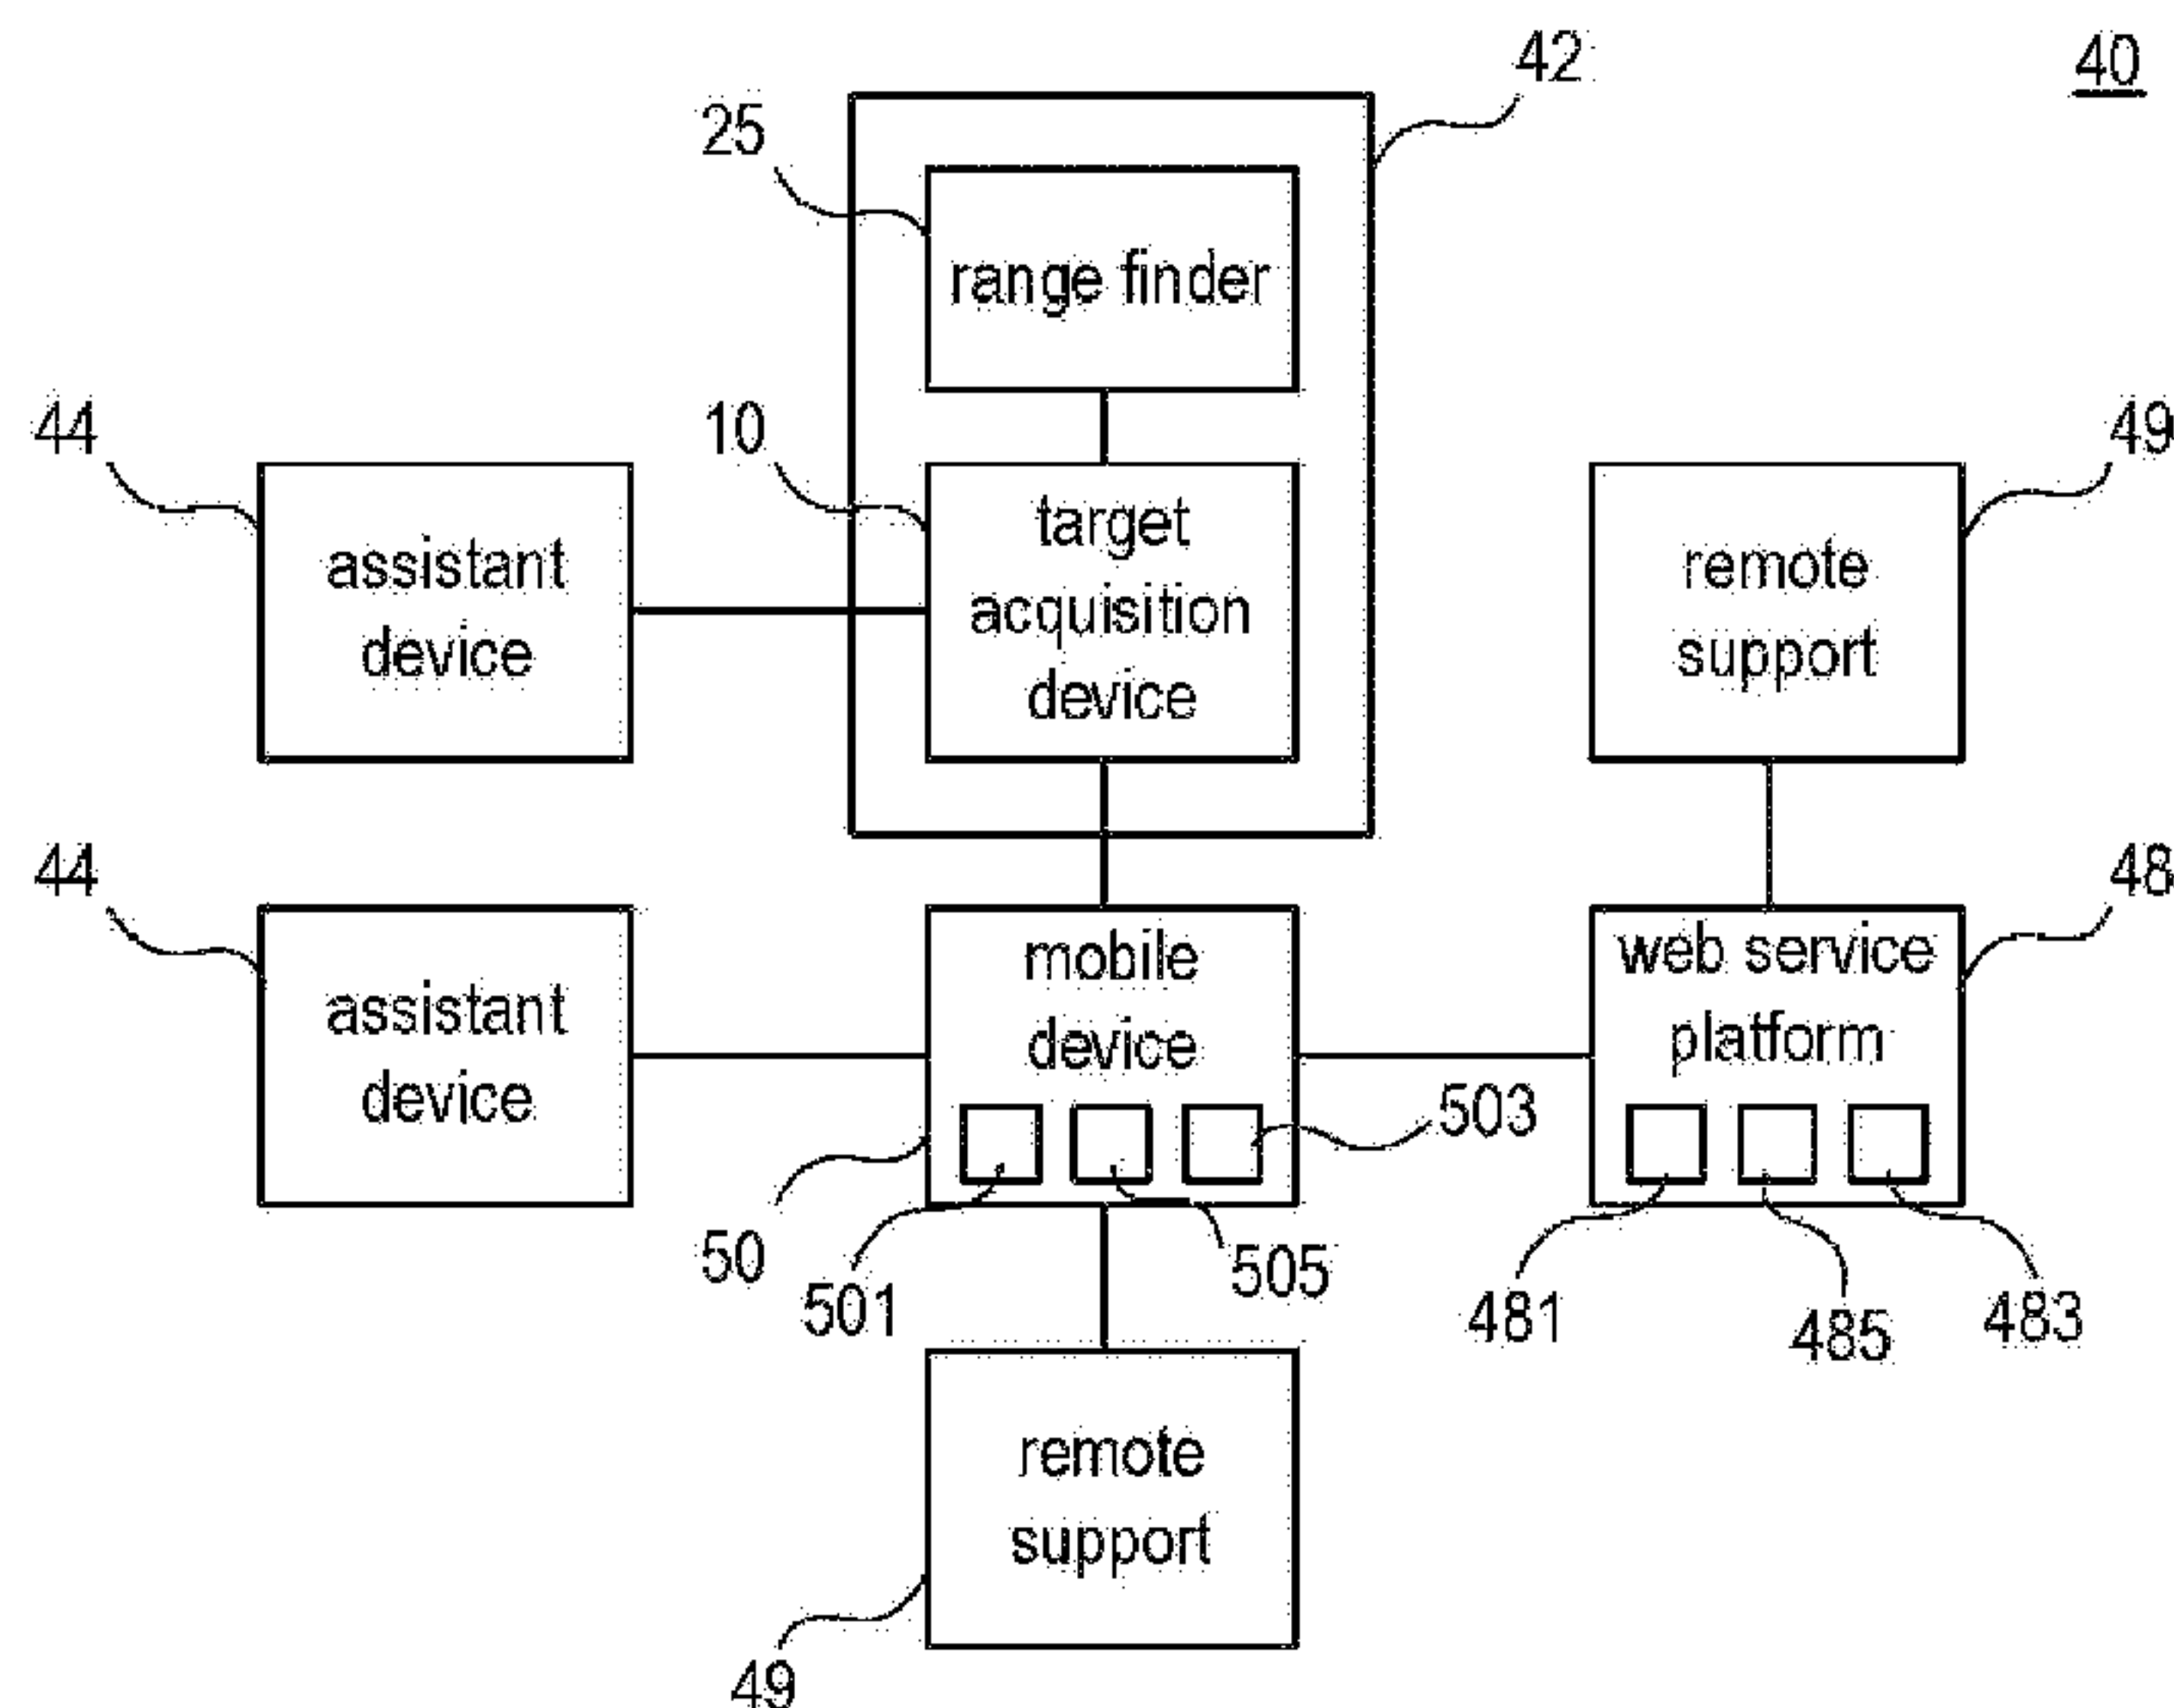 42
40
25
range finder
44
10
49
assistant
device
target
acquisition
device
remote
support
44
48
assistant
device
mobile
device
web service
platform
503
50
501
505
481
485
483
remote
support
49